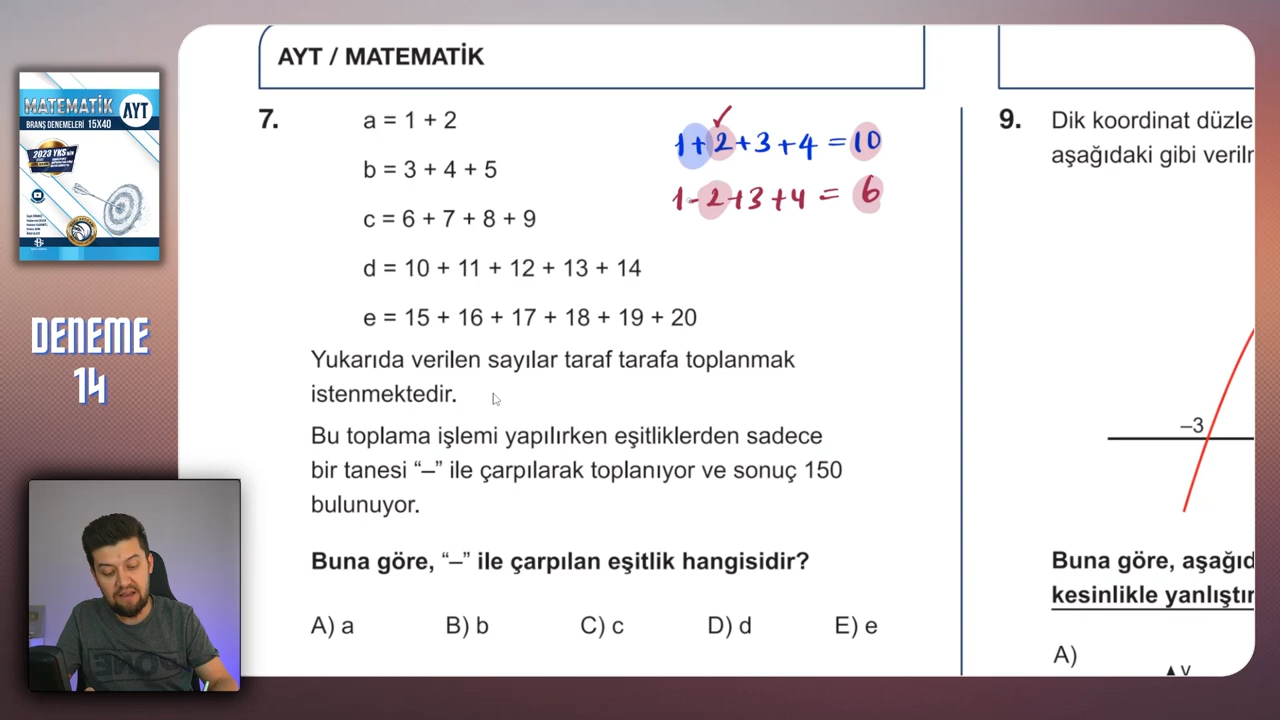 MATEMATİK
AYT
BRANŞ DENEMELERİ 15X40
2023 YKS'NİN
DENEME
14
AYT / MATEMATİK
7.
a = 1 + 2
b = 3 + 4 + 5
c = 6 + 7 + 8 + 9
d = 10 + 11 + 12 + 13 + 14
e = 15 + 16 + 17 + 18 + 19 + 20
1+2+3+4=10
1-2+3+4=6
Yukarıda verilen sayılar taraf tarafa toplanmak
istenmektedir.
Bu toplama işlemi yapılırken eşitliklerden sadece
bir tanesi “–” ile çarpılarak toplanıyor ve sonuç 150
bulunuyor.
Buna göre, “–” ile çarpılan eşitlik hangisidir?
A) a B) b C) c D) d E) e
9. Dik koordinat düzle
aşağıdaki gibi veriln
–3
Buna göre, aşağıd
kesinlikle yanlıştır
A)
y